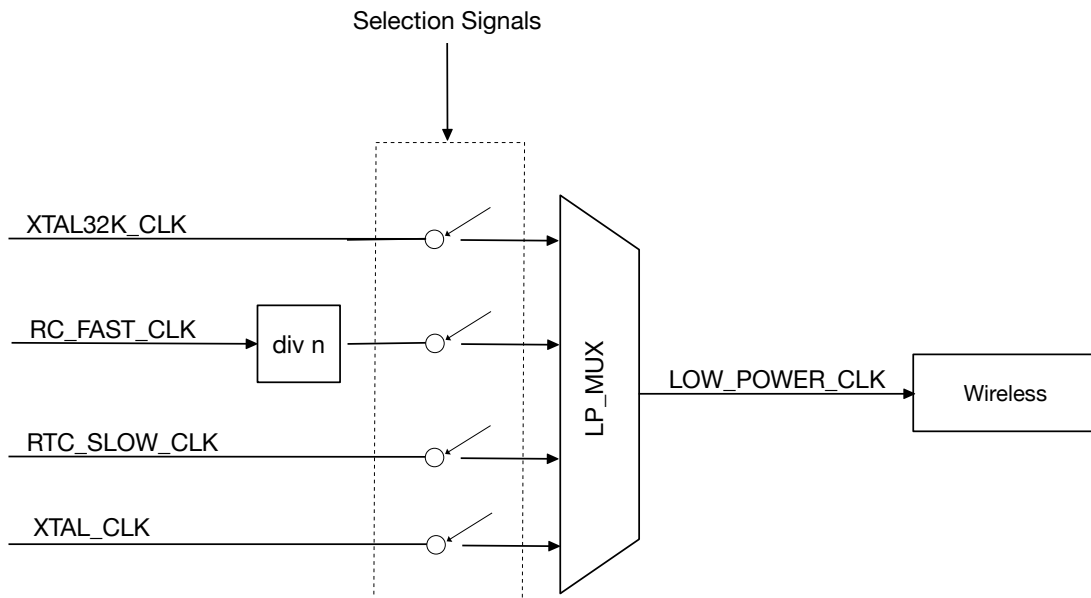 Selection Signals
XTAL32K_CLK
RC_FAST_CLK
div n
RTC_SLOW_CLK
XTAL_CLK
LP_MUX
LOW_POWER_CLK
Wireless